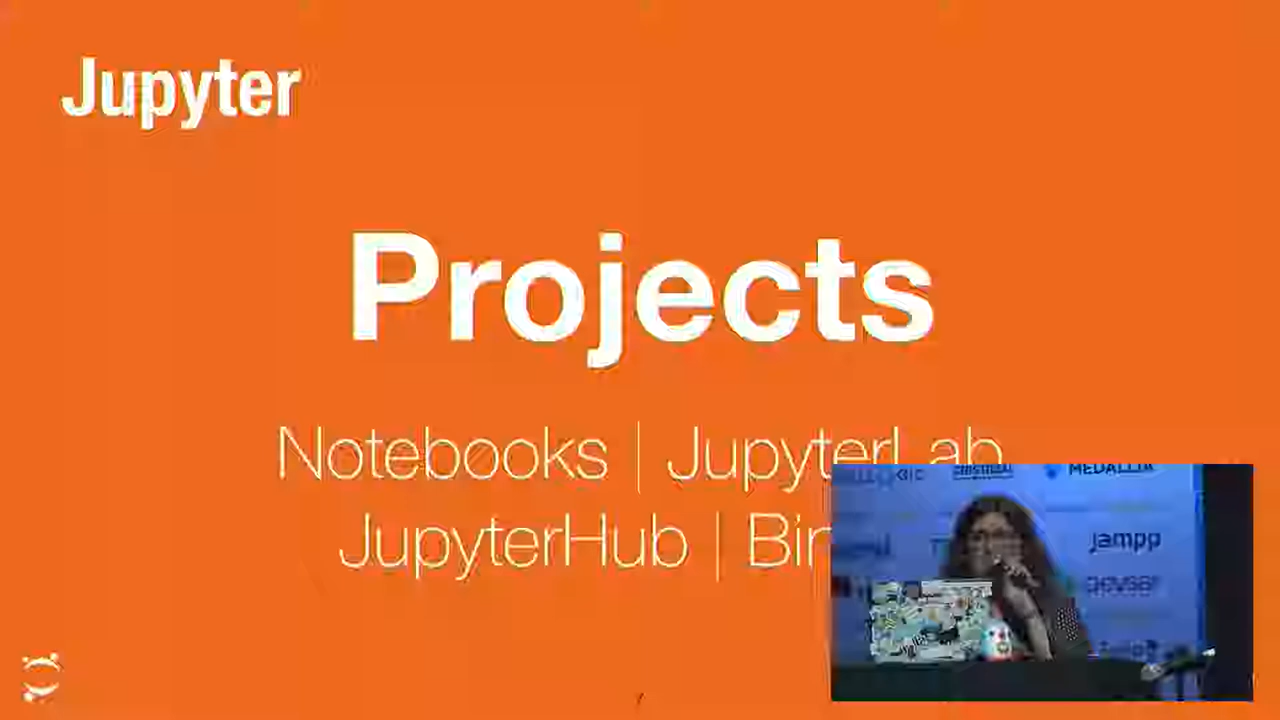 Jupyter
Projects
Notebooks | JupyterLab
JupyterHub |
MEDALLIA
jampp